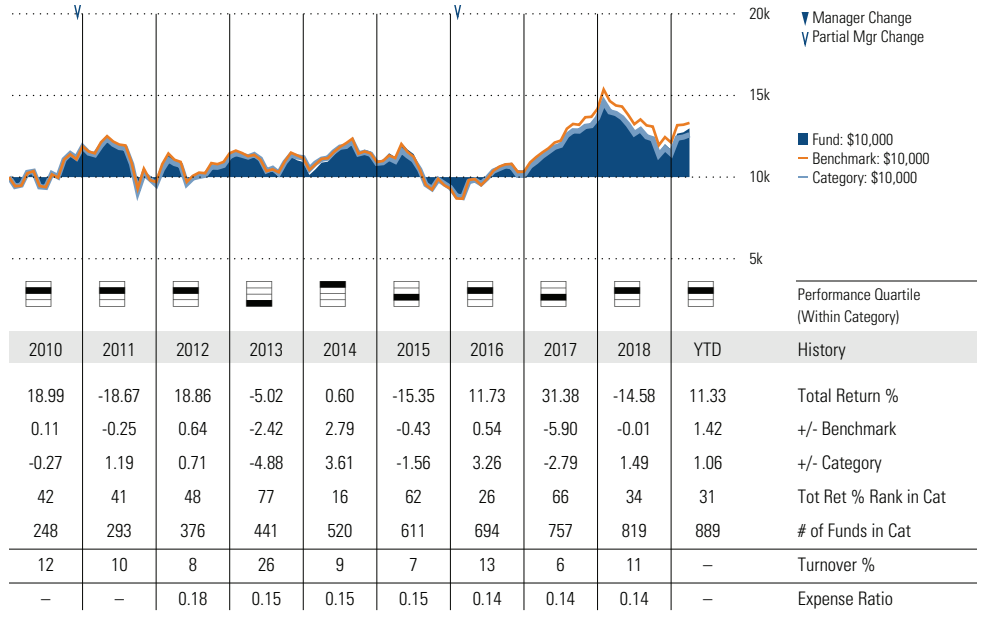 20k
Manager Change
Partial Mgr Change
15k
Fund: $10,000
Benchmark: $10,000
Category: $10,000
10k
5k
Performance Quartile
(Within Category)
2010 2011 2012 2013 2014 2015 2016 2017 2018 YTD History
18.99 -18.67 18.86 -5.02 0.60 -15.35 11.73 31.38 -14.58 11.33 Total Return %
0.11 -0.25 0.64 -2.42 2.79 -0.43 0.54 -5.90 -0.01 1.42 +/- Benchmark
-0.27 1.19 0.71 -4.88 3.61 -1.56 3.26 -2.79 1.49 1.06 +/- Category
42 41 48 77 16 62 26 66 34 31 Tot Ret % Rank in Cat
248 293 376 441 520 611 694 757 819 889 # of Funds in Cat
12 10 8 26 9 7 13 6 11 – Turnover %
– – 0.18 0.15 0.15 0.15 0.14 0.14 0.14 – Expense Ratio